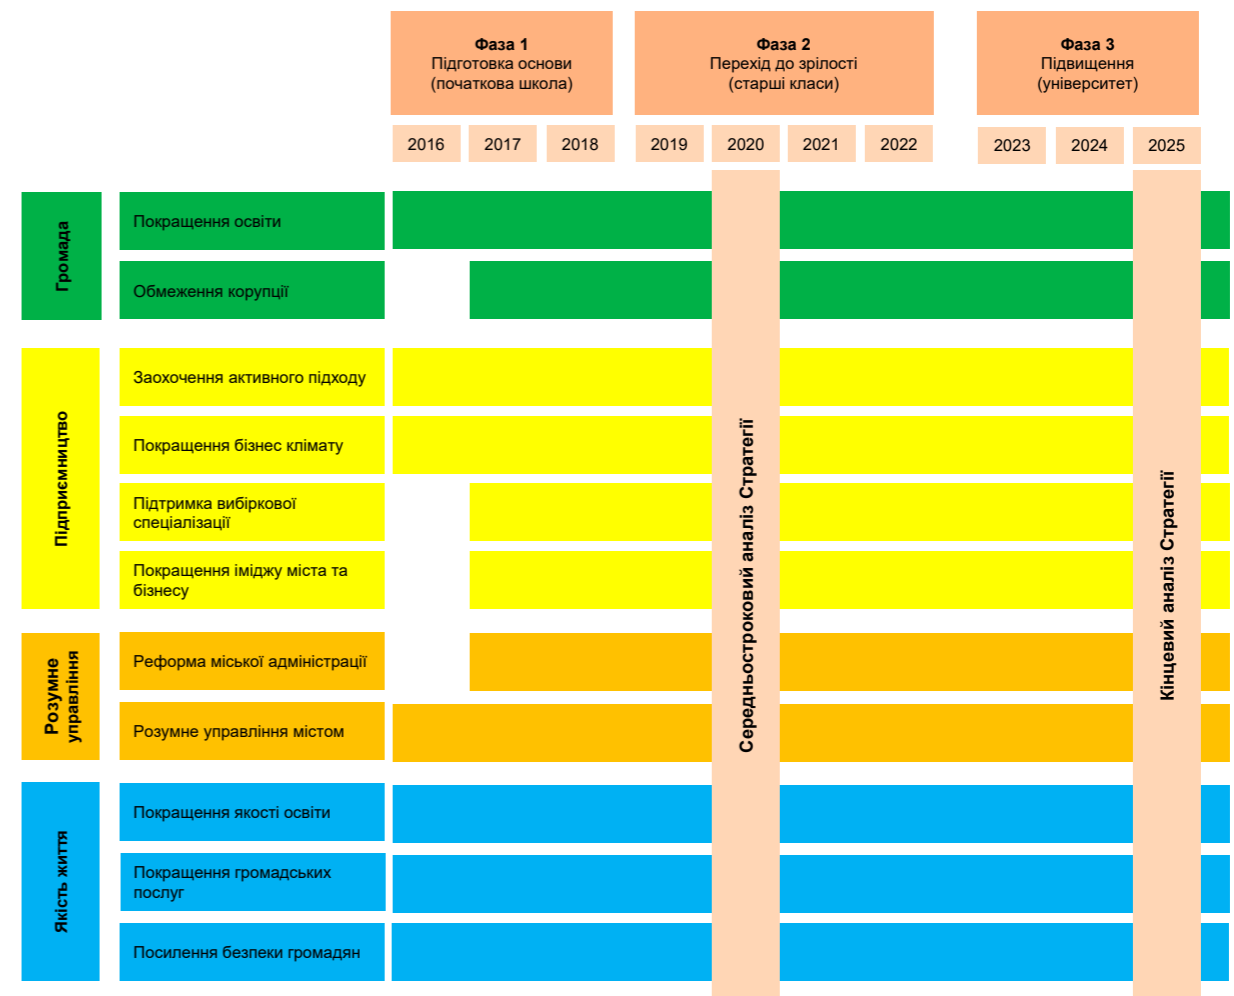 Фаза 1
Підготовка основи
(початкова школа)
Фаза 2
Перехід до зрілості
(старші класи)
Фаза 3
Підвищення
(університет)
2016
2017
2018
2019
2020
2021
2022
2023
2024
2025
Громада
Покращення освіти
Обмеження корупції
Підприємництво
Заохочення активного підходу
Покращення бізнес клімату
Підтримка вибіркової
спеціалізації
Покращення іміджу міста та
бізнесу
Розумне
управління
Реформа міської адміністрації
Розумне управління містом
Якість життя
Покращення якості освіти
Покращення громадських
послуг
Посилення безпеки громадян
Середньостроковий аналіз Стратегії
Кінцевий аналіз Стратегії